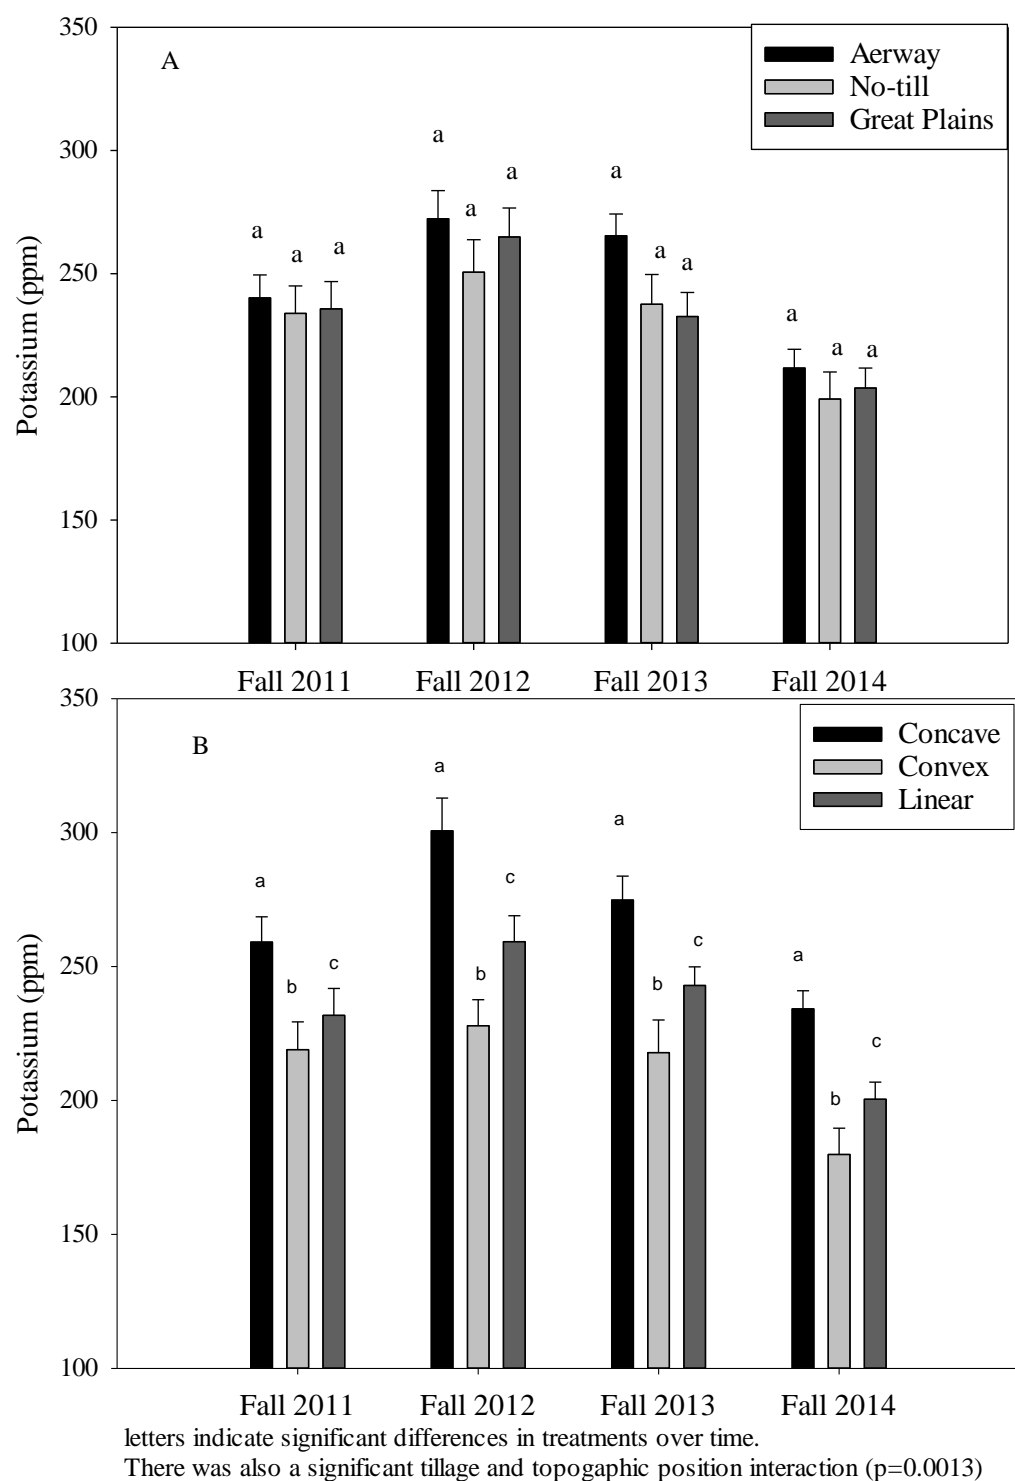 350
A
Aerway
No-till
Great Plains
300
250
200
150
100
Potassium (ppm)
a a a
a a a
a a a
a a a
Fall 2011 Fall 2012 Fall 2013 Fall 2014
350
B
Concave
Convex
Linear
300
250
200
150
100
Potassium (ppm)
a b c
a b c
a b c
a b c
Fall 2011 Fall 2012 Fall 2013 Fall 2014
letters indicate significant differences in treatments over time.
There was also a significant tillage and topogaphic position interaction (p=0.0013)